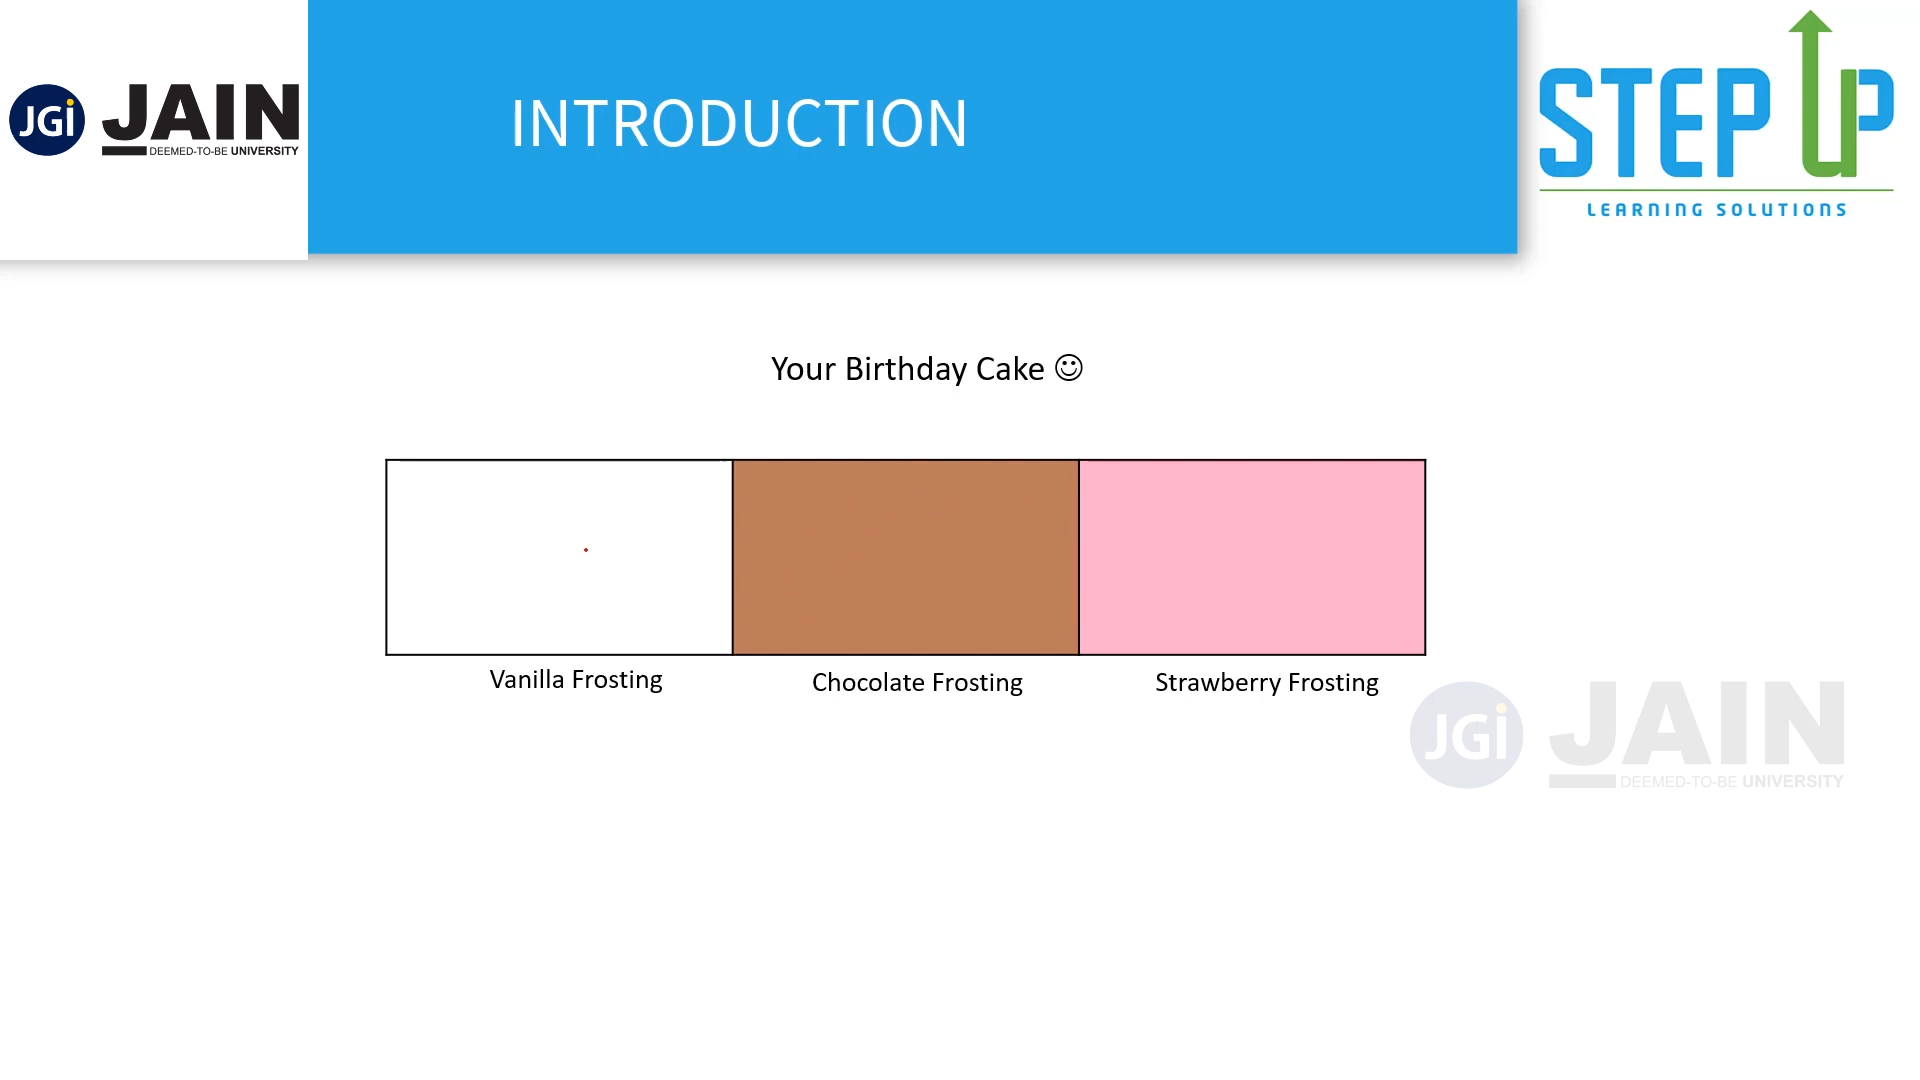 JGi JAIN
DEEMED-TO-BE UNIVERSITY
INTRODUCTION
STEP UP
LEARNING SOLUTIONS
Your Birthday Cake ☺
Vanilla Frosting
Chocolate Frosting
Strawberry Frosting
JGi JAIN
DEEMED-TO-BE UNIVERSITY